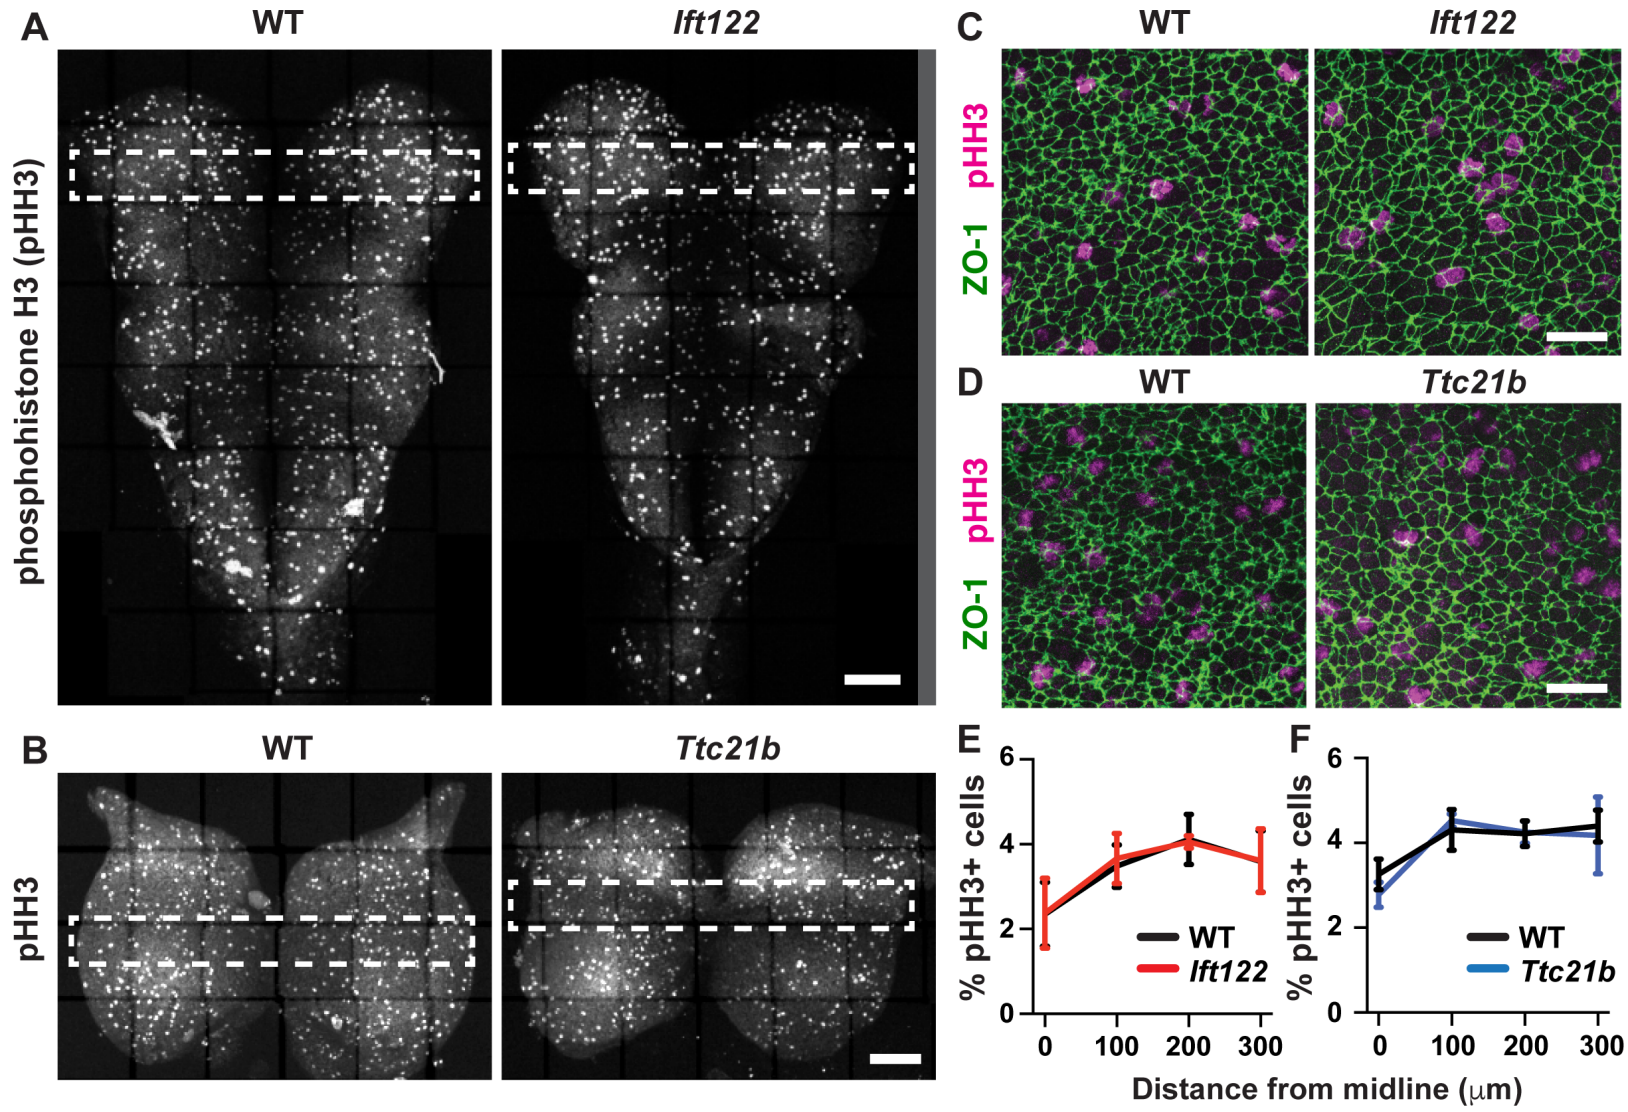 A
WT
Ift122
phosphohistone H3 (pHH3)
B
WT
Ttc21b
pHH3
C
WT
Ift122
ZO-1 pHH3
D
WT
Ttc21b
ZO-1 pHH3
E
% pHH3+ cells
6
4
2
0
0 100 200 300
WT
Ift122
F
% pHH3+ cells
6
4
2
0
0 100 200 300
WT
Ttc21b
Distance from midline (μm)